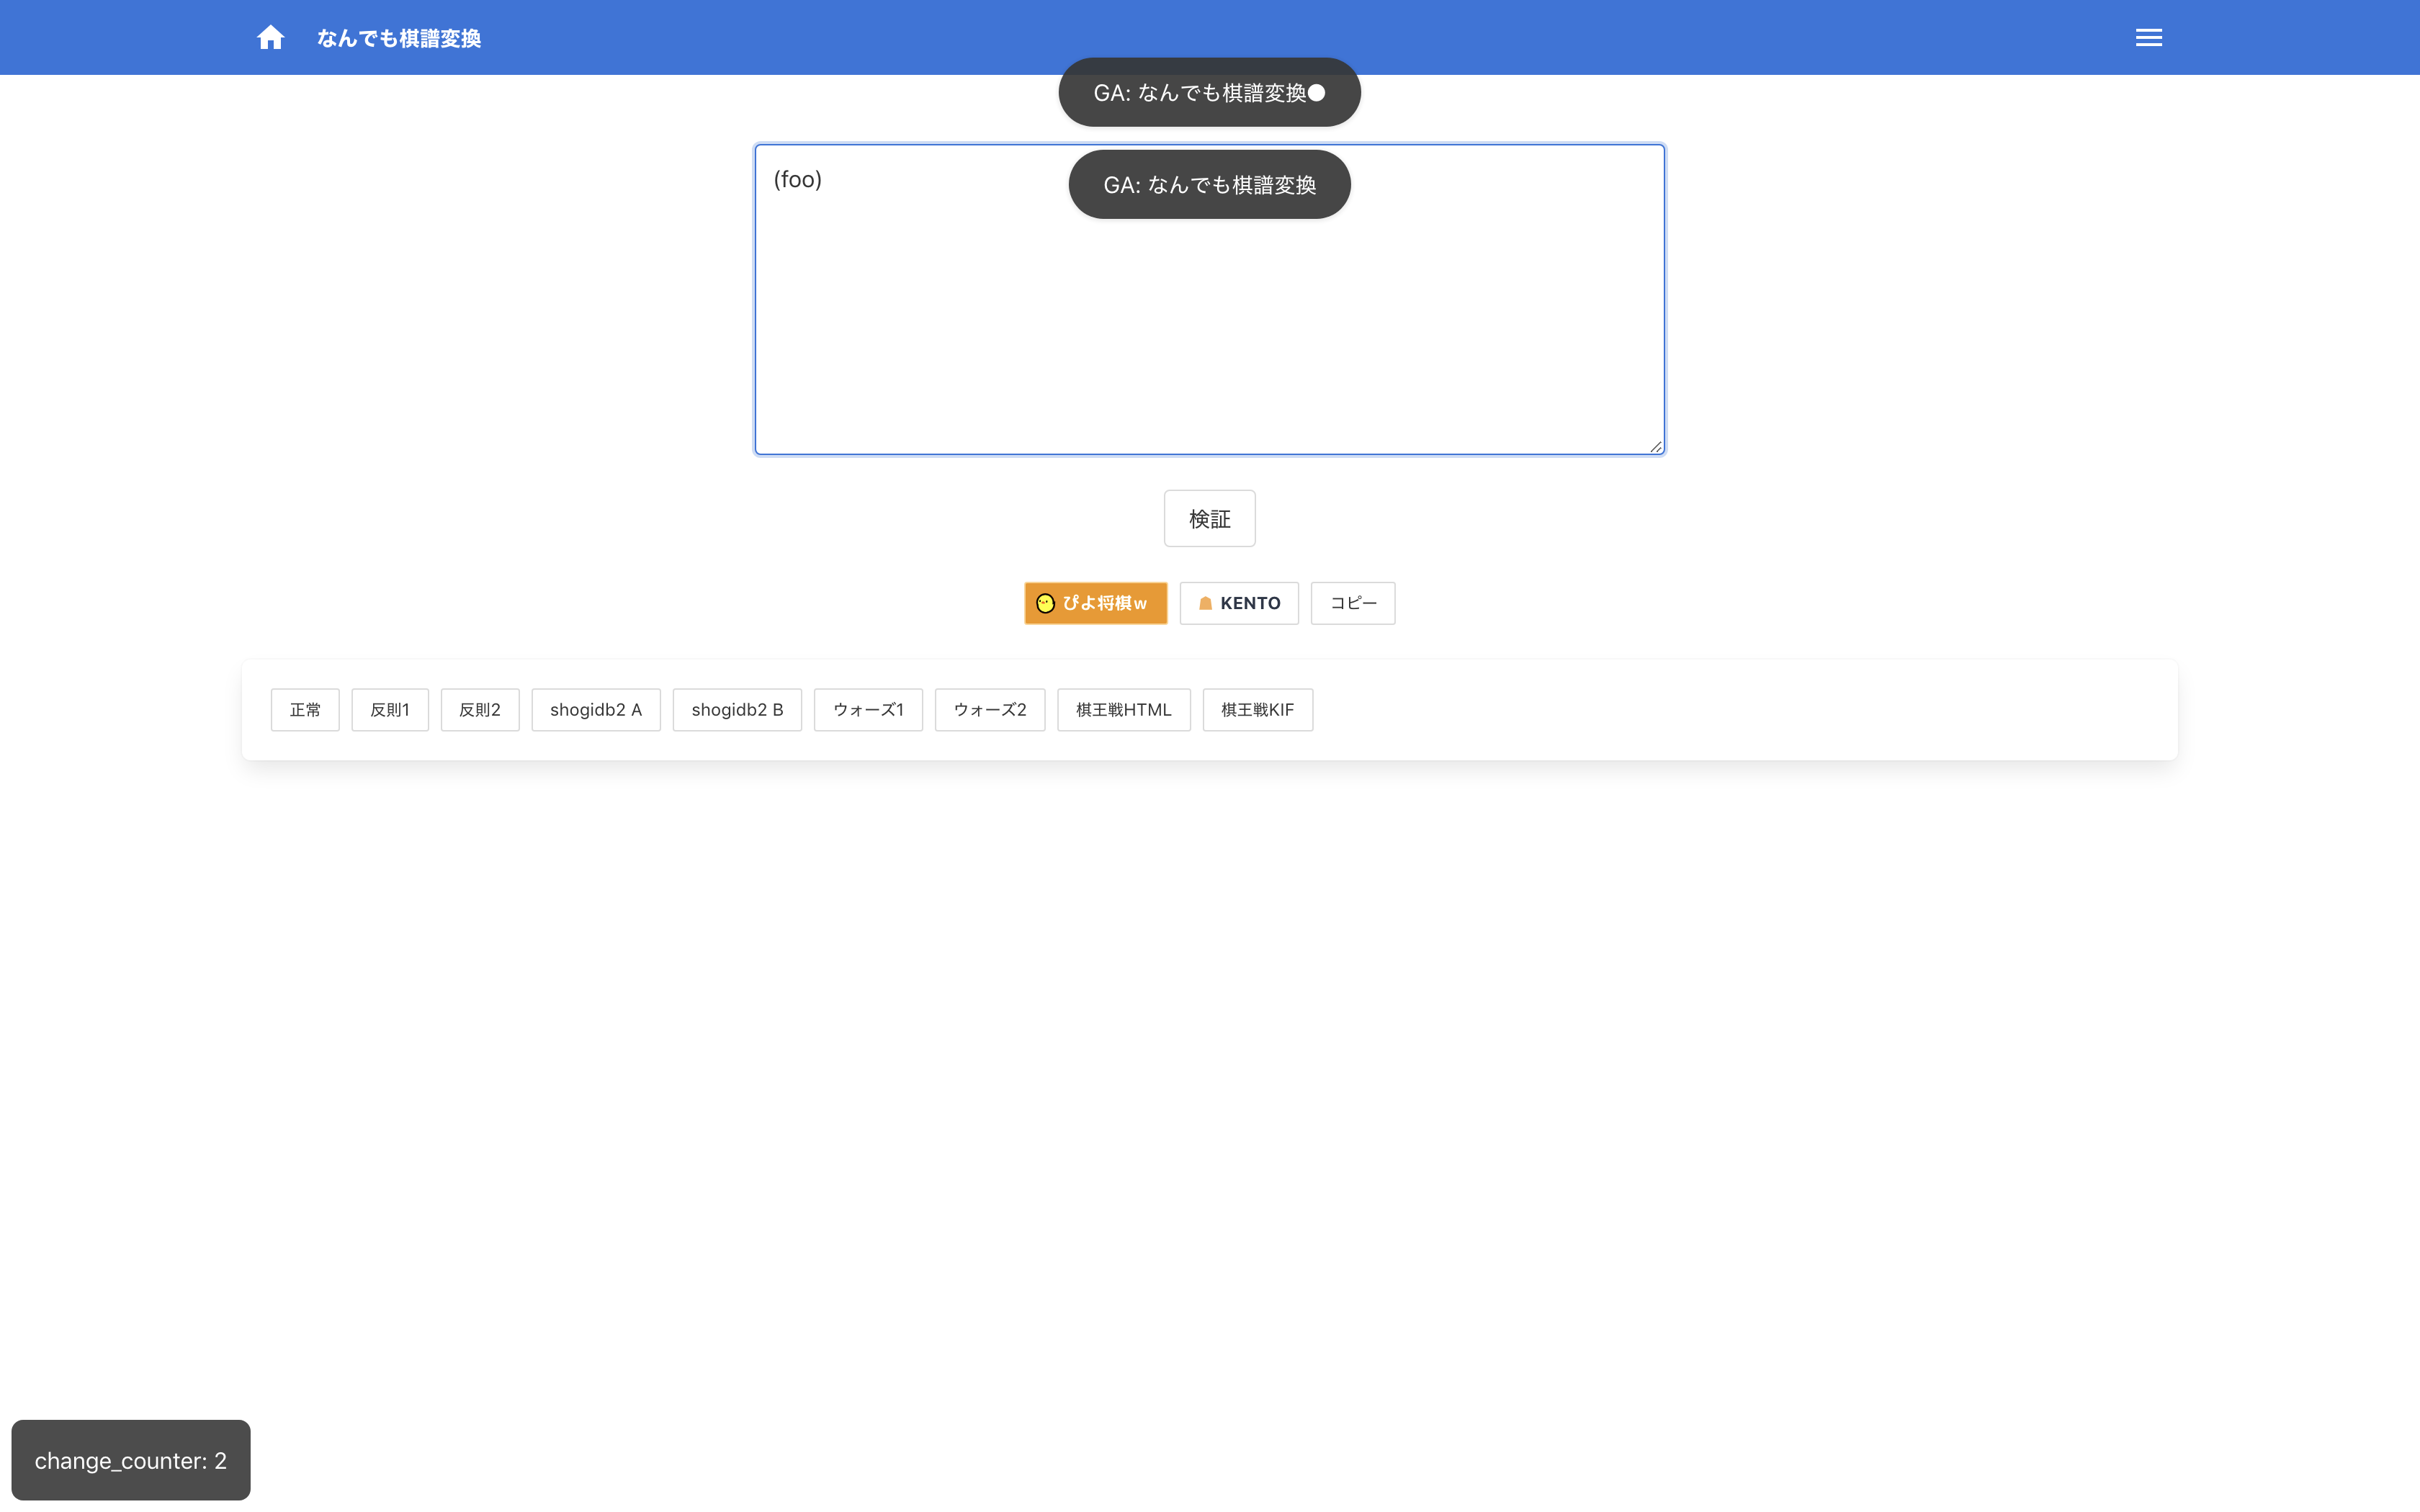 なんでも棋譜変換
GA: なんでも棋譜変換●
(foo)
GA: なんでも棋譜変換
検証
ぴよ将棋w KENTO コピー
正常 反則1 反則2 shogidb2 A shogidb2 B ウォーズ1 ウォーズ2 棋王戦HTML 棋王戦KIF
change_counter: 2